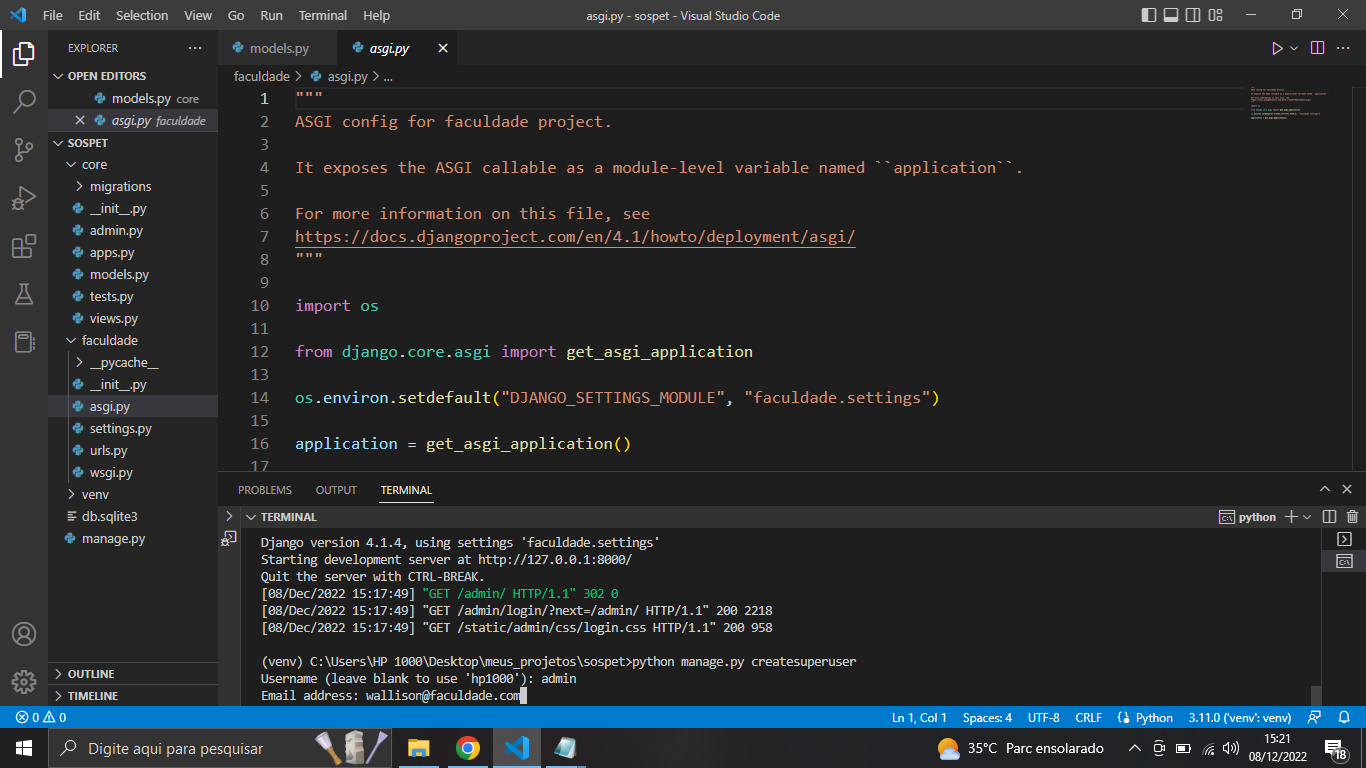 File Edit Selection View Go Run Terminal Help
asgi.py - sospet - Visual Studio Code
EXPLORER
OPEN EDITORS
models.py core
asgi.py faculdade
SOSPET
core
migrations
__init__.py
admin.py
apps.py
models.py
tests.py
views.py
faculdade
__pycache__
__init__.py
asgi.py
settings.py
urls.py
wsgi.py
venv
db.sqlite3
manage.py
OUTLINE
TIMELINE
models.py
asgi.py
faculdade > asgi.py > ...
1 """
2 ASGI config for faculdade project.
3
4 It exposes the ASGI callable as a module-level variable named ``application``.
5
6 For more information on this file, see
7 https://docs.djangoproject.com/en/4.1/howto/deployment/asgi/
8 """
9
10 import os
11
12 from django.core.asgi import get_asgi_application
13
14 os.environ.setdefault("DJANGO_SETTINGS_MODULE", "faculdade.settings")
15
16 application = get_asgi_application()
17
PROBLEMS OUTPUT TERMINAL
TERMINAL
python
Django version 4.1.4, using settings 'faculdade.settings'
Starting development server at http://127.0.0.1:8000/
Quit the server with CTRL-BREAK.
[08/Dec/2022 15:17:49] "GET /admin/ HTTP/1.1" 302 0
[08/Dec/2022 15:17:49] "GET /admin/login/?next=/admin/ HTTP/1.1" 200 2218
[08/Dec/2022 15:17:49] "GET /static/admin/css/login.css HTTP/1.1" 200 958
(venv) C:\Users\HP 1000\Desktop\meus_projetos\sospet>python manage.py createsuperuser
Username (leave blank to use 'hp1000'): admin
Email address: wallison@faculdade.com
0 0
Ln 1, Col 1 Spaces: 4 UTF-8 CRLF Python 3.11.0 ('venv': venv)
Digite aqui para pesquisar
35°C Parc ensolarado
15:21
08/12/2022
18